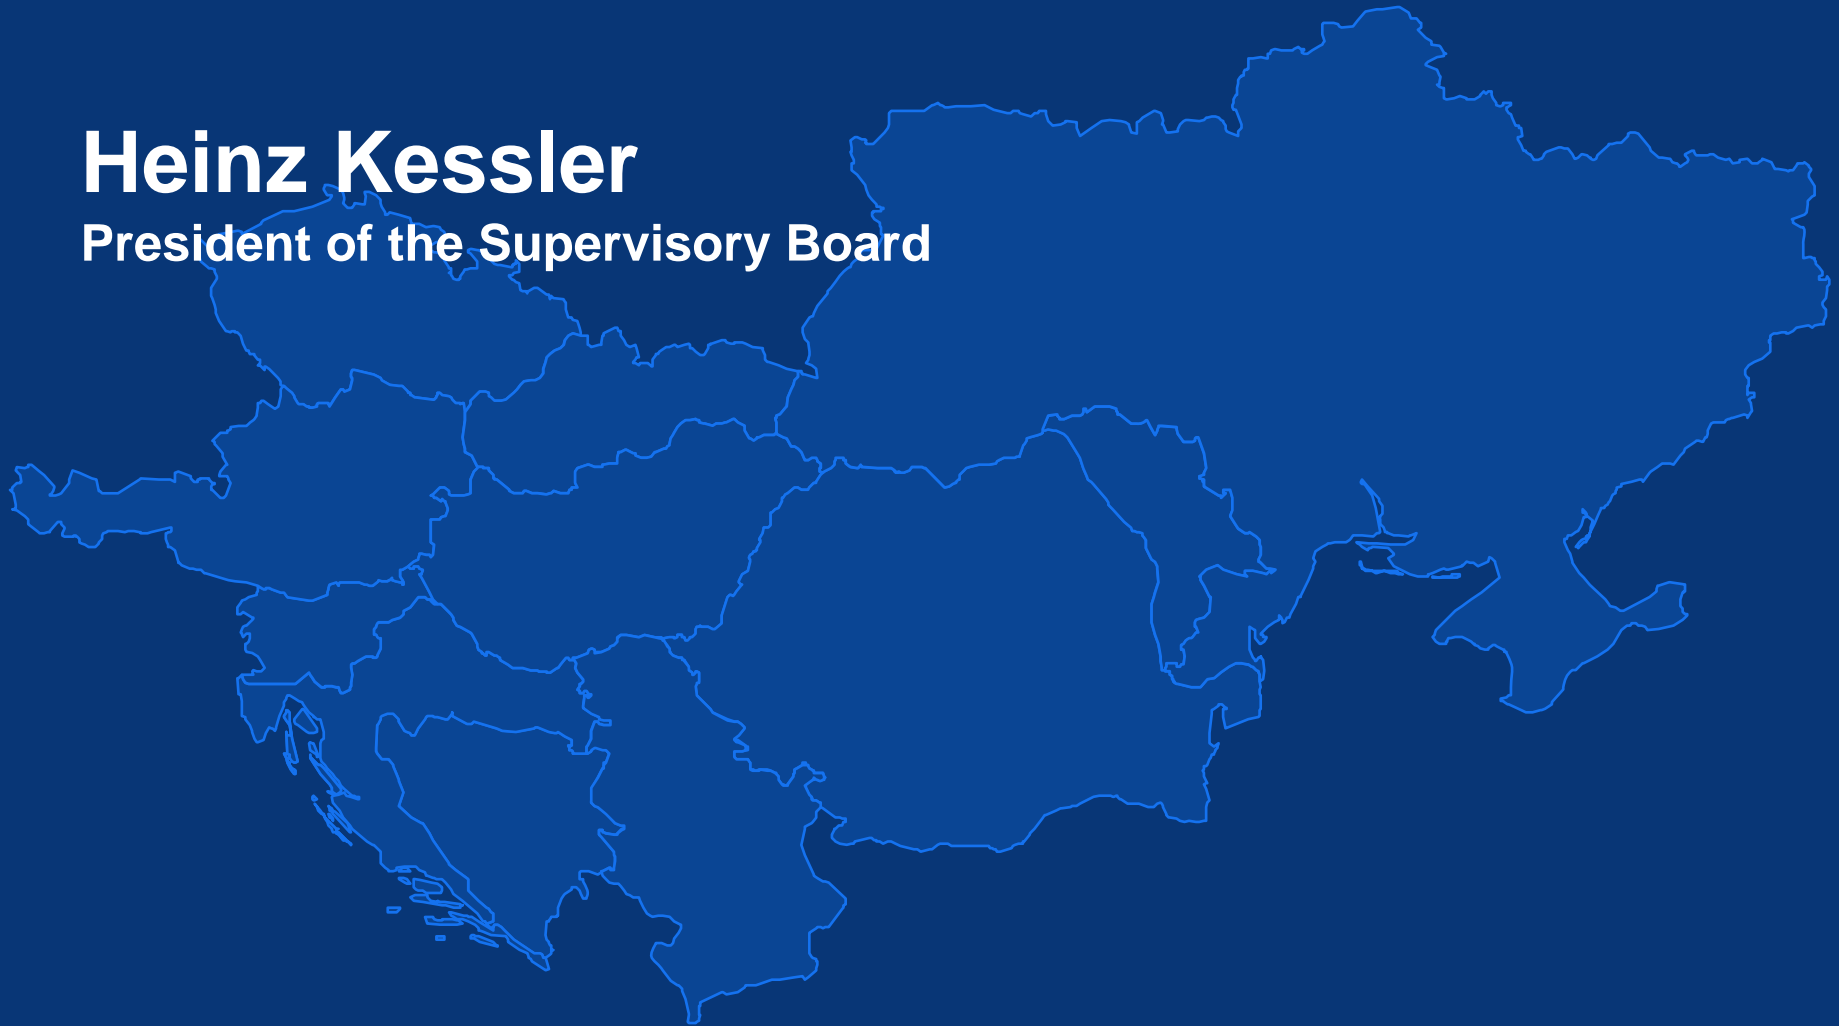 Heinz Kessler
President of the Supervisory Board